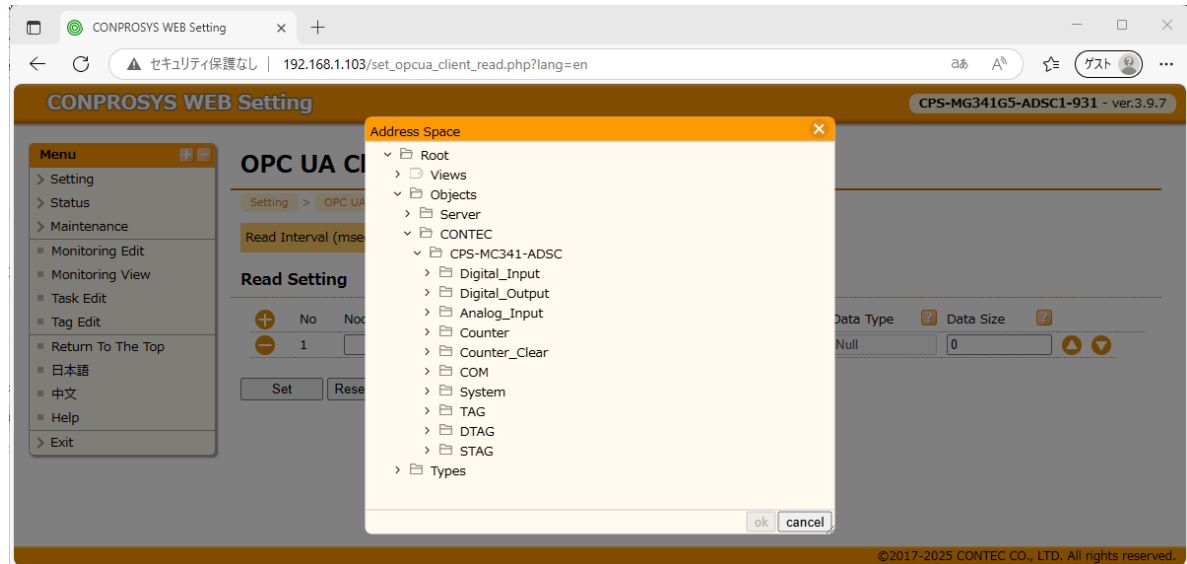 CONPROSYS WEB Setting
セキュリティ保護なし | 192.168.1.103/set_opcua_client_read.php?lang=en
aあ
A
ゲスト
CONPROSYS WEB Setting
CPS-MG341G5-ADSC1-931 - ver.3.9.7
Menu
Setting
Status
Maintenance
Monitoring Edit
Monitoring View
Task Edit
Tag Edit
Return To The Top
日本語
中文
Help
Exit
OPC UA Cl
Setting > OPC UA
Read Interval (mse
Read Setting
No Noc Data Type ? Data Size ?
1 Null 0
Set Rese
Address Space
Root
Views
Objects
Server
CONTEC
CPS-MC341-ADSC
Digital_Input
Digital_Output
Analog_Input
Counter
Counter_Clear
COM
System
TAG
DTAG
STAG
Types
ok cancel
©2017-2025 CONTEC CO., LTD. All rights reserved.